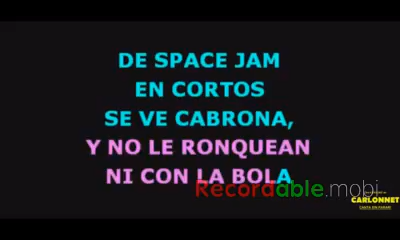 DE SPACE JAM
EN CORTOS
SE VE CABRONA,
Y NO LE RONQUEAN
NI CON LA BOLA
Recordable.mobi
CARLONNET